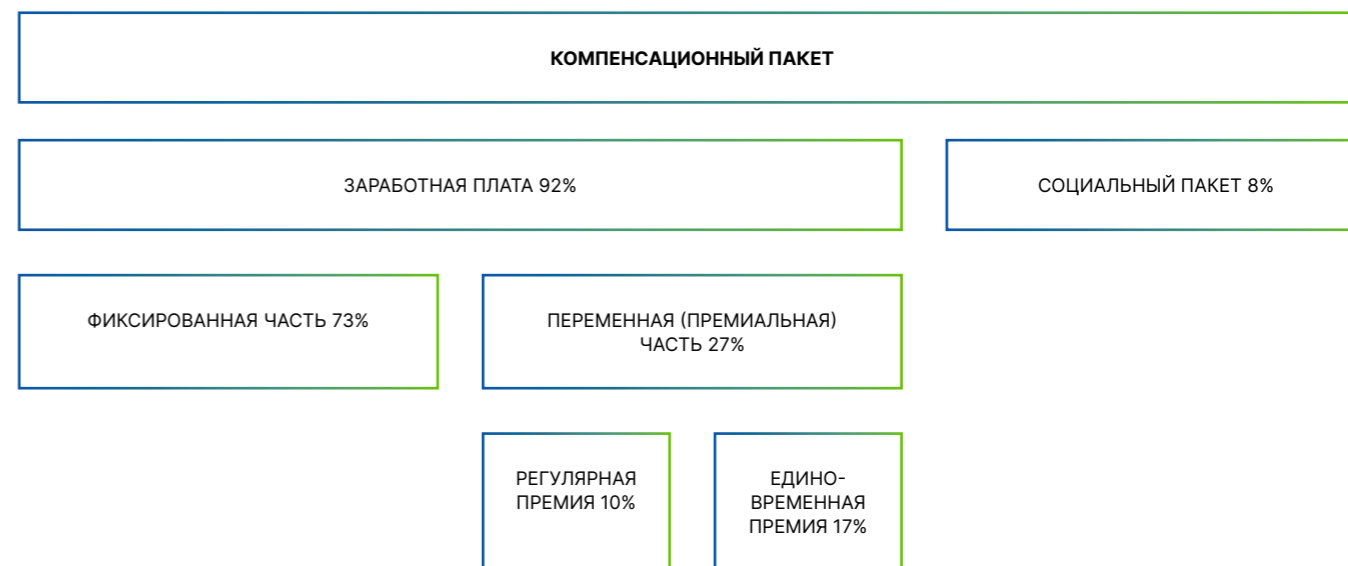 КОМПЕНСАЦИОННЫЙ ПАКЕТ
ЗАРАБОТНАЯ ПЛАТА 92%
СОЦИАЛЬНЫЙ ПАКЕТ 8%
ФИКСИРОВАННАЯ ЧАСТЬ 73%
ПЕРЕМЕННАЯ (ПРЕМИАЛЬНАЯ)
ЧАСТЬ 27%
РЕГУЛЯРНАЯ
ПРЕМИЯ 10%
ЕДИНО-
ВРЕМЕННАЯ
ПРЕМИЯ 17%